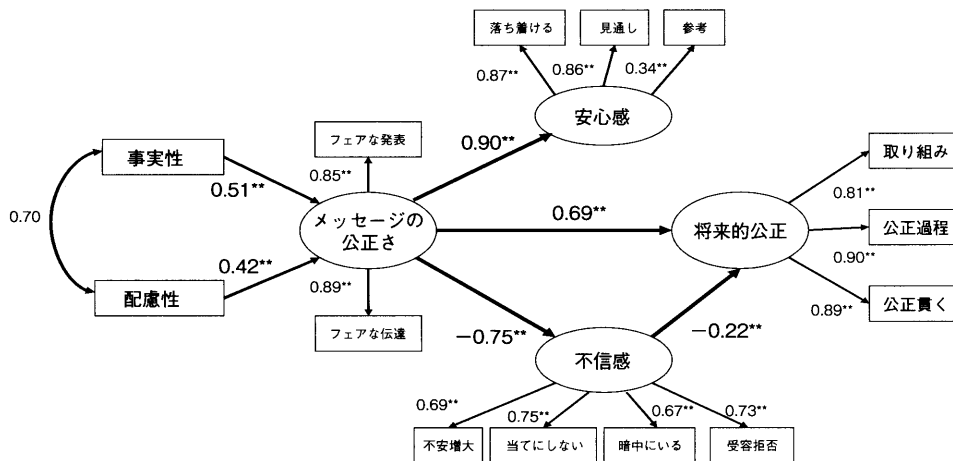 落ち着ける
見通し
参考
0.87**
0.86**
0.34**
安心感
フェアな発表
事実性
0.90**
取り組み
0.85**
0.51**
0.81**
0.70
メッセージの
公正さ
0.69**
将来的公正
公正過程
0.42**
0.90**
配慮性
0.89**
公正貫く
0.89**
フェアな伝達
−0.75**
−0.22**
不信感
0.69**
0.75**
0.67**
0.73**
不安増大
当てにしない
暗中にいる
受容拒否